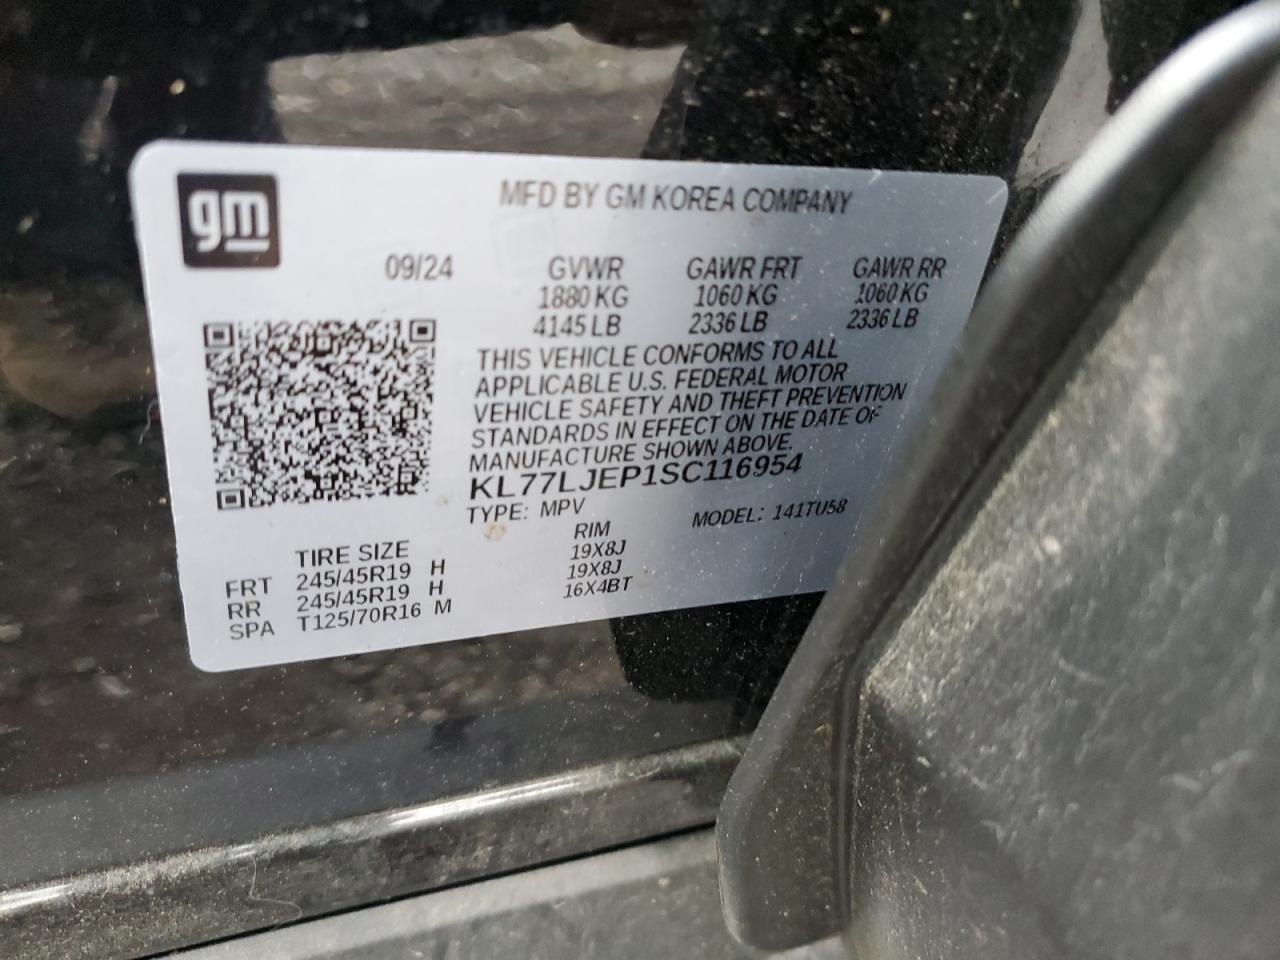 gm
MFD BY GM KOREA COMPANY
09/24 GVWR GAWR FRT GAWR RR
1880 KG 1060 KG 1060 KG
4145 LB 2336 LB 2336 LB
THIS VEHICLE CONFORMS TO ALL
APPLICABLE U.S. FEDERAL MOTOR
VEHICLE SAFETY AND THEFT PREVENTION
STANDARDS IN EFFECT ON THE DATE OF
MANUFACTURE SHOWN ABOVE.
KL77LJEP1SC116954
TYPE: MPV MODEL: 141TU58
TIRE SIZE RIM
FRT 245/45R19 H 19X8J
RR 245/45R19 H 19X8J
SPA T125/70R16 M 16X4BT